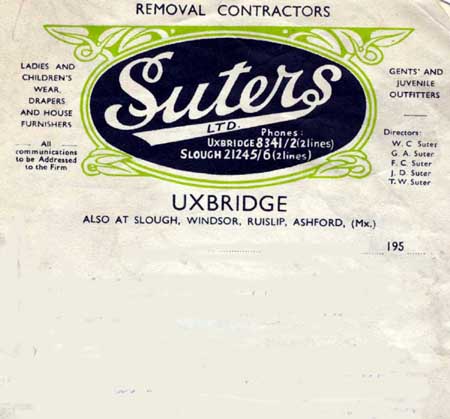 REMOVAL CONTRACTORS
LADIES AND
CHILDREN'S
WEAR,
DRAPERS
AND HOUSE
FURNISHERS
All
communications
to be Addressed
to the Firm
Suters
LTD.
Phones:
UXBRIDGE 8341/2 (2 lines)
SLOUGH 21245/6 (2 lines)
GENTS' AND
JUVENILE
OUTFITTERS
Directors:
W. C Suter
G. A. Suter
F. C. Suter
J. D. Suter
T. W. Suter
UXBRIDGE
ALSO AT SLOUGH, WINDSOR, RUISLIP, ASHFORD, (Mx.)
195